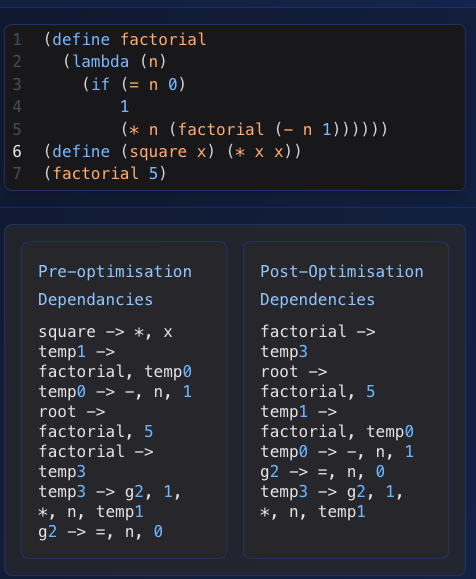 1 (define factorial
2 (lambda (n)
3 (if (= n 0)
4 1
5 (* n (factorial (- n 1))))))
6 (define (square x) (* x x))
7 (factorial 5)
Pre-optimisation
Dependancies
square -> *, x
temp1 ->
factorial, temp0
temp0 -> -, n, 1
root ->
factorial, 5
factorial ->
temp3
temp3 -> g2, 1,
*, n, temp1
g2 -> =, n, 0
Post-Optimisation
Dependencies
factorial ->
temp3
root ->
factorial, 5
temp1 ->
factorial, temp0
temp0 -> -, n, 1
g2 -> =, n, 0
temp3 -> g2, 1,
*, n, temp1